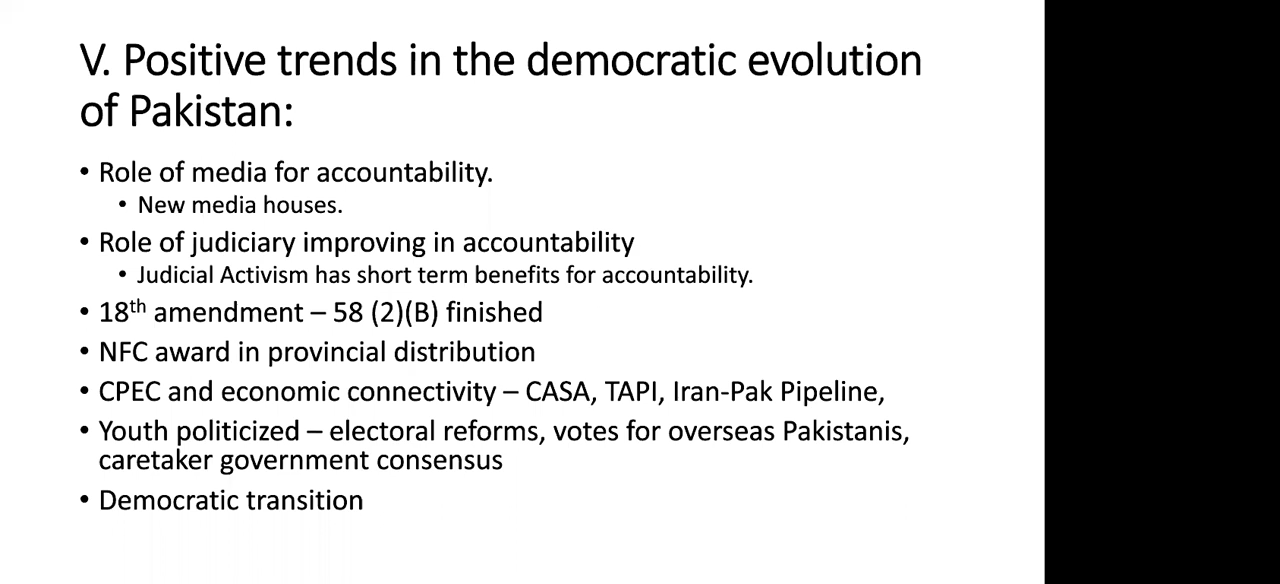 V. Positive trends in the democratic evolution
of Pakistan:
• Role of media for accountability.
• New media houses.
• Role of judiciary improving in accountability
• Judicial Activism has short term benefits for accountability.
• 18th amendment – 58 (2)(B) finished
• NFC award in provincial distribution
• CPEC and economic connectivity – CASA, TAPI, Iran-Pak Pipeline,
• Youth politicized – electoral reforms, votes for overseas Pakistanis,
caretaker government consensus
• Democratic transition